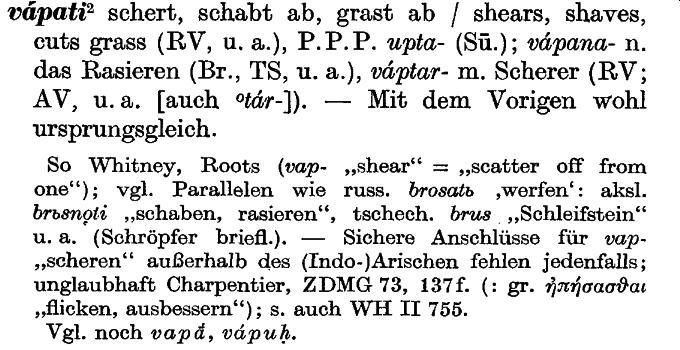 vápati² schert, schabt ab, grast ab / shears, shaves,
cuts grass (RV, u. a.), P.P.P. upta- (Sū.); vápana- n.
das Rasieren (Br., TS, u. a.), váptar- m. Scherer (RV;
AV, u. a. [auch °tár-]). — Mit dem Vorigen wohl
ursprungsgleich.
So Whitney, Roots (vap- „shear“ = „scatter off from
one“); vgl. Parallelen wie russ. brosatь ‚werfen‘: aksl.
brъsnǫti „schaben, rasieren“, tschech. brus „Schleifstein“
u. a. (Schröpfer briefl.). — Sichere Anschlüsse für vap-
„scheren“ außerhalb des (Indo-)Arischen fehlen jedenfalls;
unglaubhaft Charpentier, ZDMG 73, 137f. (: gr. ἠπήσασθαι
„flicken, ausbessern“); s. auch WH II 755.
Vgl. noch vapā́, vápuḥ.